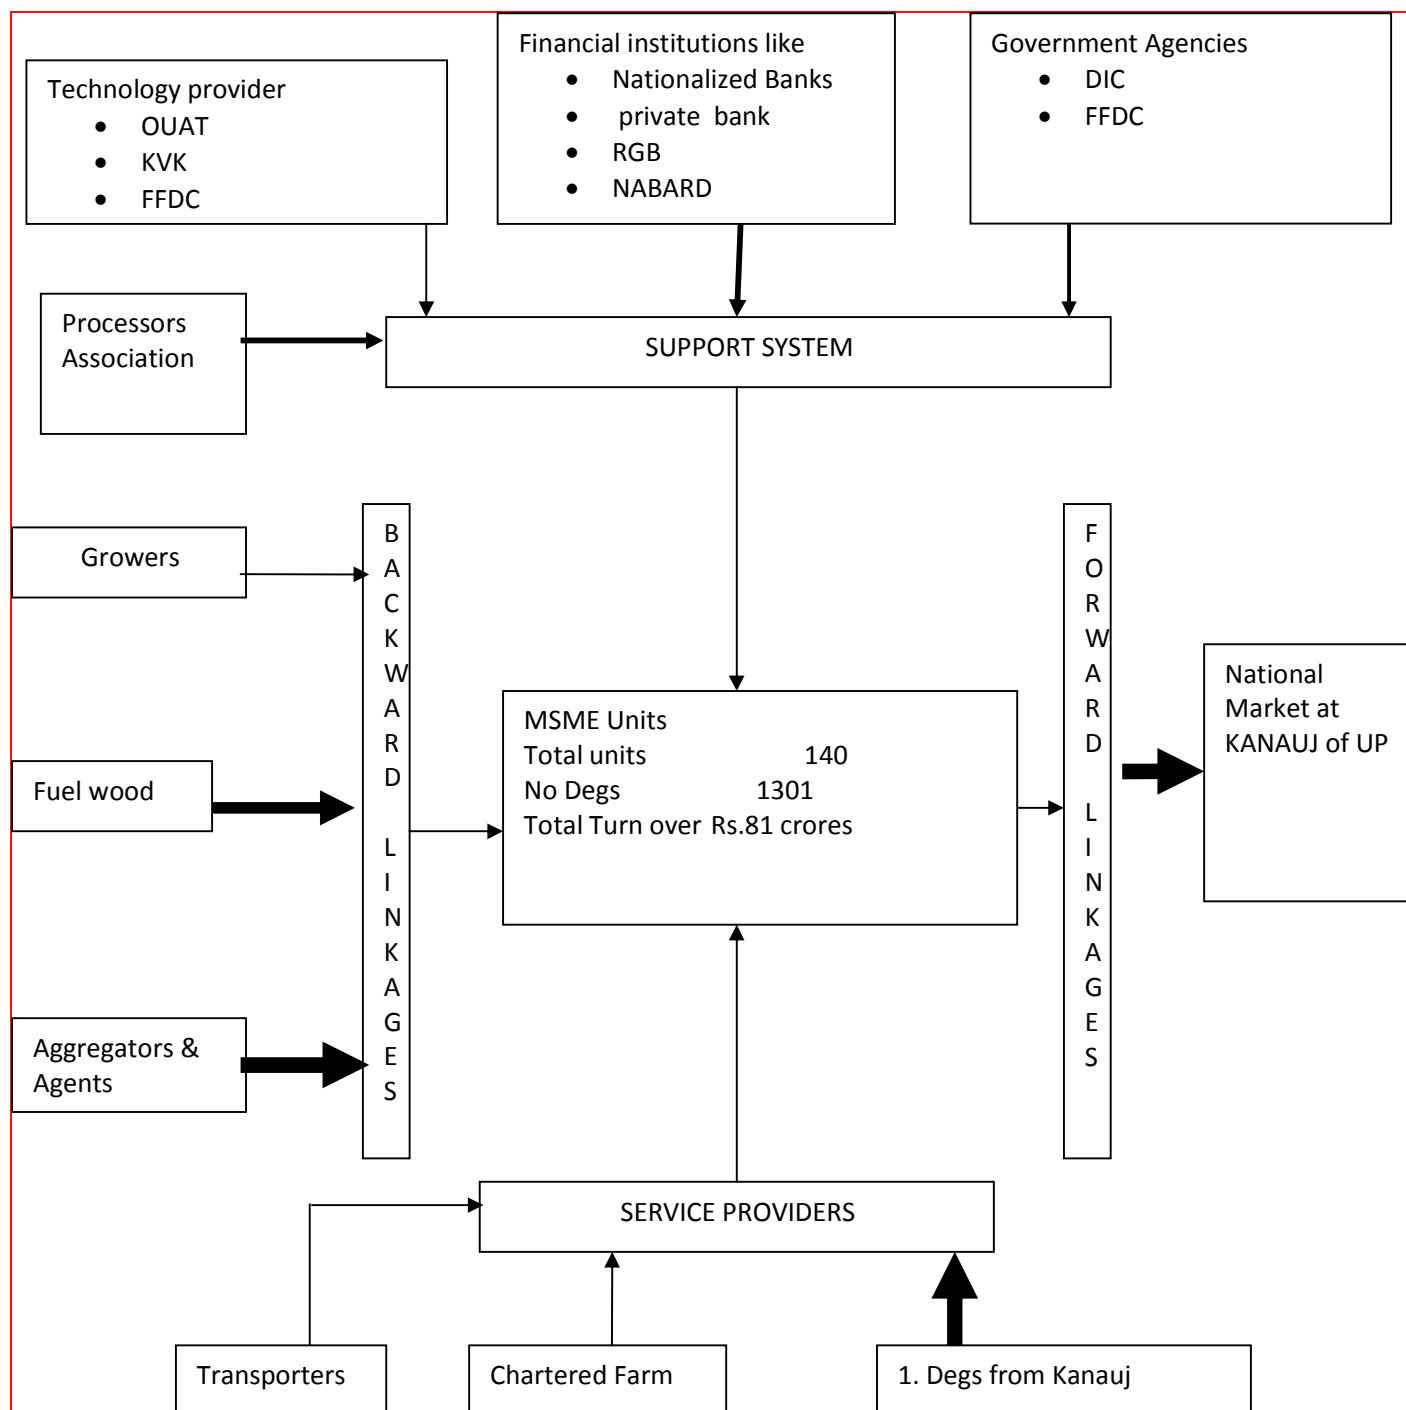 Technology provider
• OUAT
• KVK
• FFDC
Financial institutions like
• Nationalized Banks
• private bank
• RGB
• NABARD
Government Agencies
• DIC
• FFDC
Processors
Association
SUPPORT SYSTEM
Growers
Fuel wood
Aggregators &
Agents
BACKWARD LINKAGES
MSME Units
Total units 140
No Degs 1301
Total Turn over Rs.81 crores
FORWARD LINKAGES
National
Market at
KANAUJ of UP
SERVICE PROVIDERS
Transporters
Chartered Farm
1. Degs from Kanauj